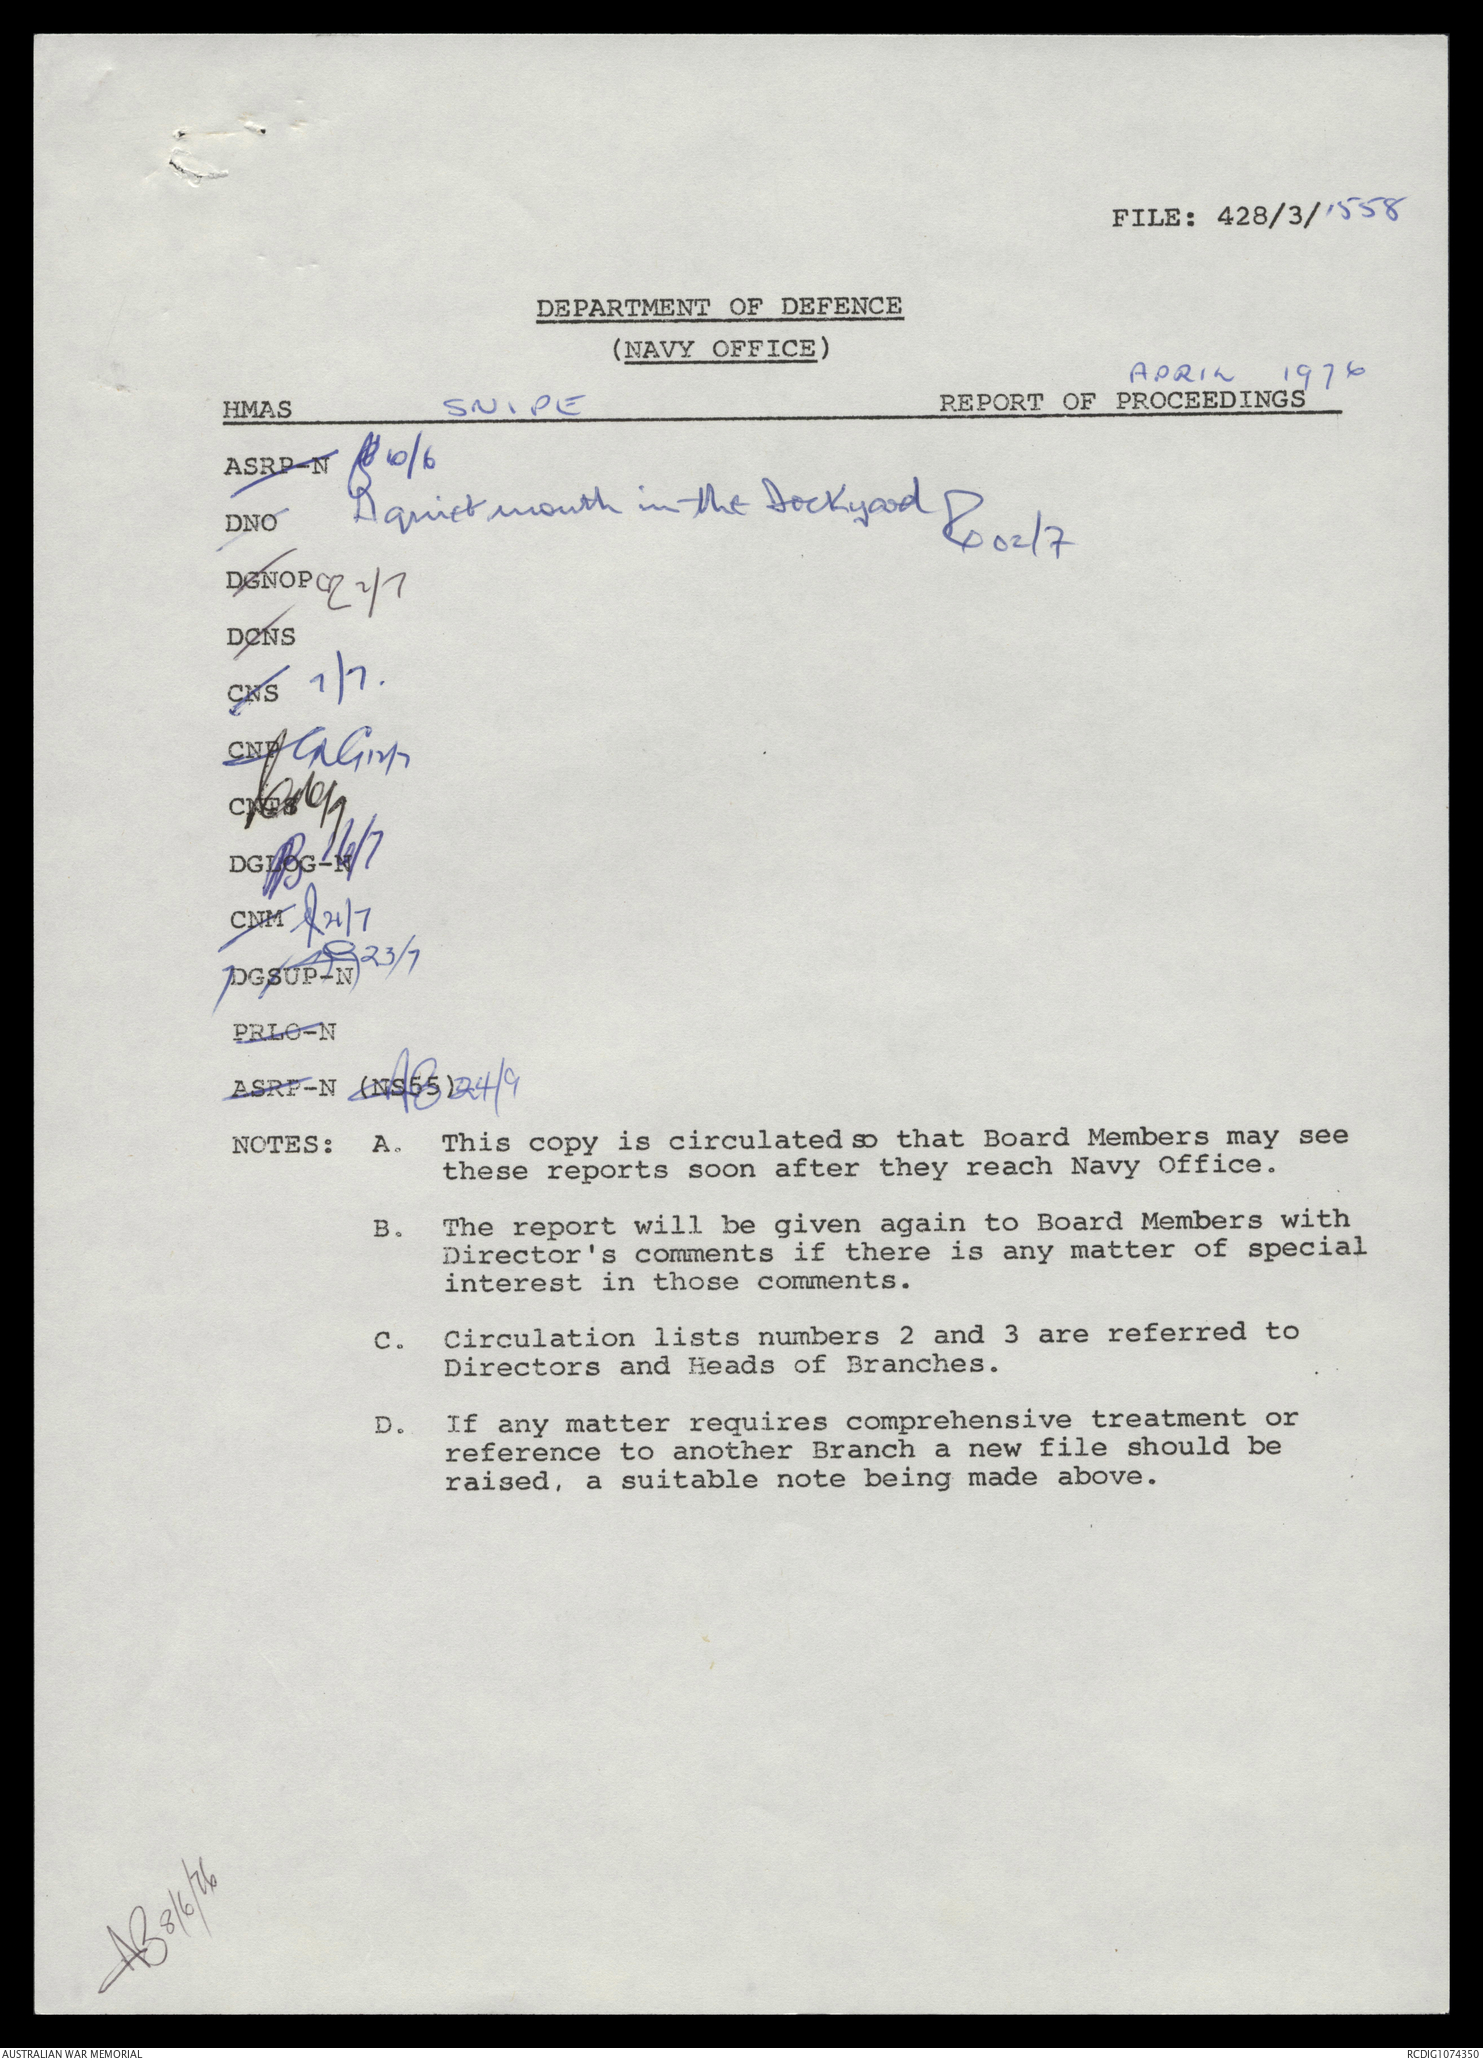 FILE: 428/3/1558
DEPARTMENT OF DEFENCE
(NAVY OFFICE)
APRIL 1976
HMAS SNIPE REPORT OF PROCEEDINGS
ASRP-N 10/6
DNO A quiet month in the Dockyard 02/7
DGNOP 2/7
DCNS
CNS 7/7.
CNP 12/7
CNTS
DGLOG-N 16/7
CNM 21/7
DGSUP-N 23/7
PRLO-N
ASRP-N (NS55) AB 24/9
NOTES: A. This copy is circulated so that Board Members may see
these reports soon after they reach Navy Office.
B. The report will be given again to Board Members with
Director's comments if there is any matter of special
interest in those comments.
C. Circulation lists numbers 2 and 3 are referred to
Directors and Heads of Branches.
D. If any matter requires comprehensive treatment or
reference to another Branch a new file should be
raised, a suitable note being made above.
AB 8/6/76
AUSTRALIAN WAR MEMORIAL
RCDIG1074350